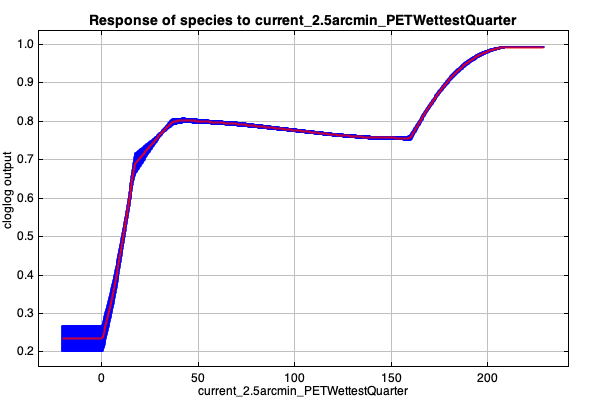 Response of species to current_2.5arcmin_PETWettestQuarter
1.0
0.9
0.8
0.7
0.6
0.5
0.4
0.3
0.2
cloglog output
0 50 100 150 200
current_2.5arcmin_PETWettestQuarter